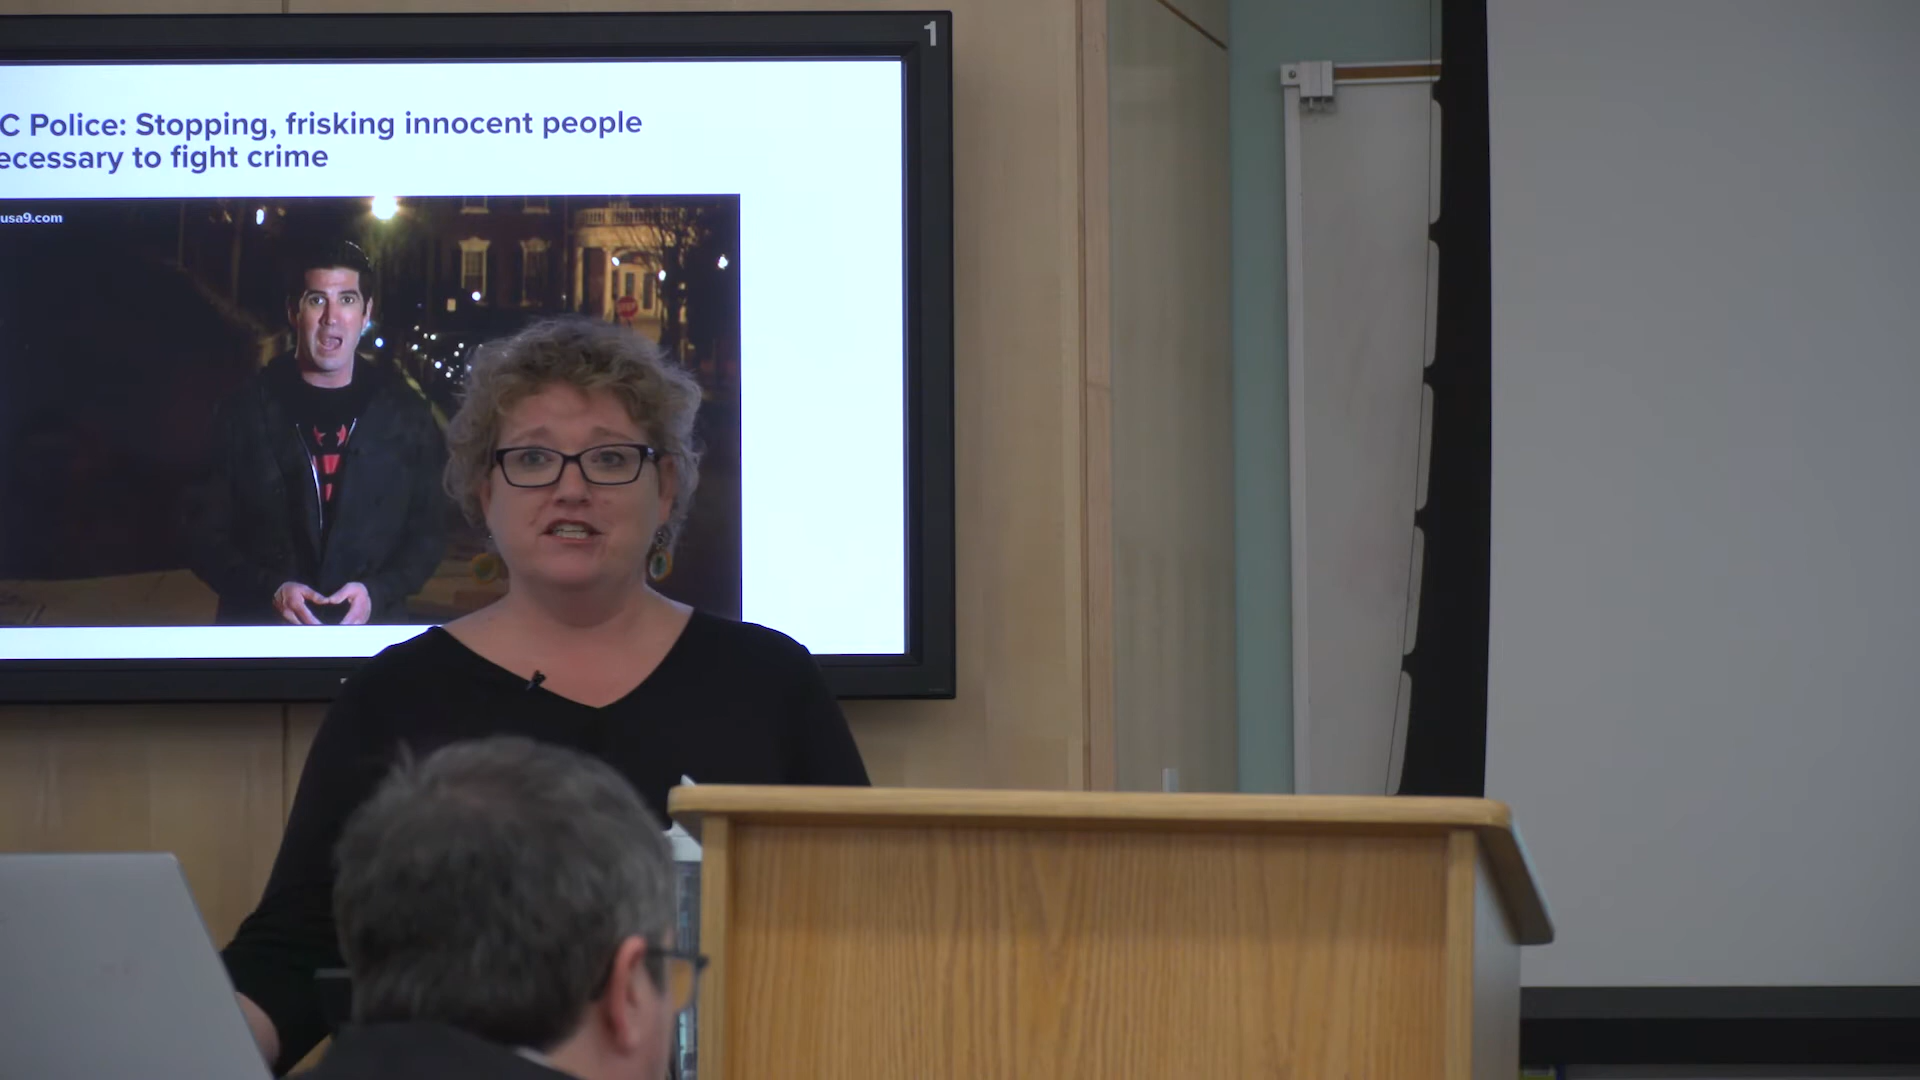 1
C Police: Stopping, frisking innocent people
ecessary to fight crime
usa9.com